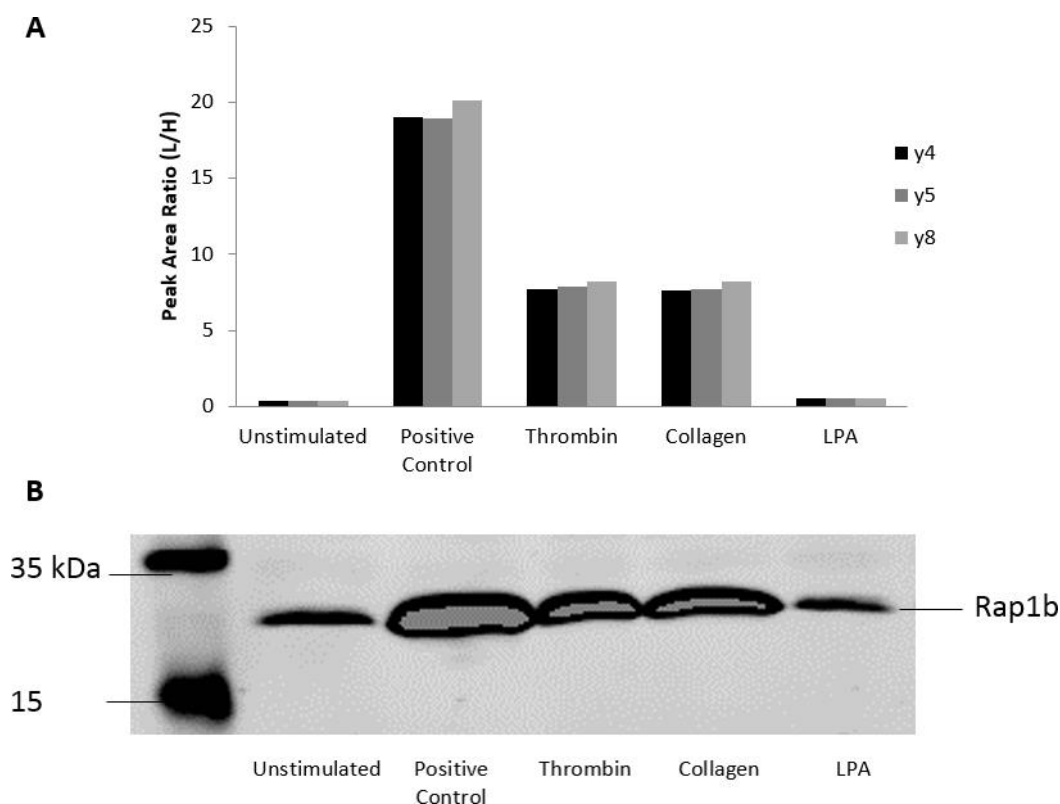 A
Peak Area Ratio (L/H)
25
20
15
10
5
0
y4
y5
y8
Unstimulated
Positive
Control
Thrombin
Collagen
LPA
B
35 kDa
Rap1b
15
Unstimulated
Positive
Control
Thrombin
Collagen
LPA